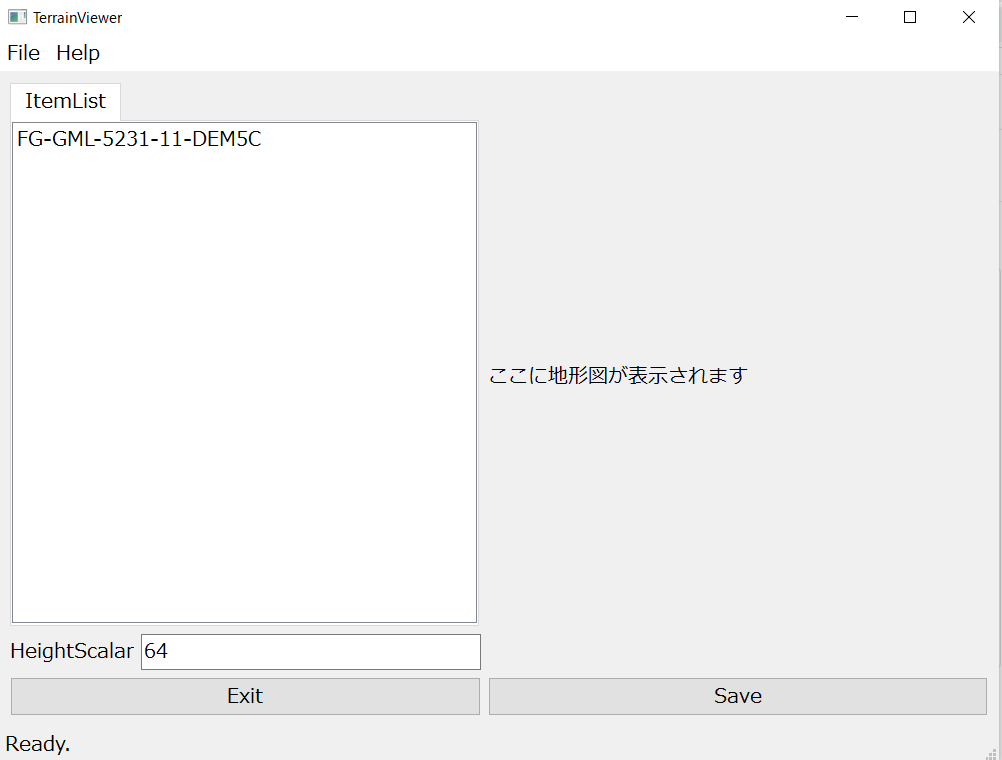 TerrainViewer
File Help
ItemList
FG-GML-5231-11-DEM5C
ここに地形図が表示されます
HeightScalar 64
Exit Save
Ready.